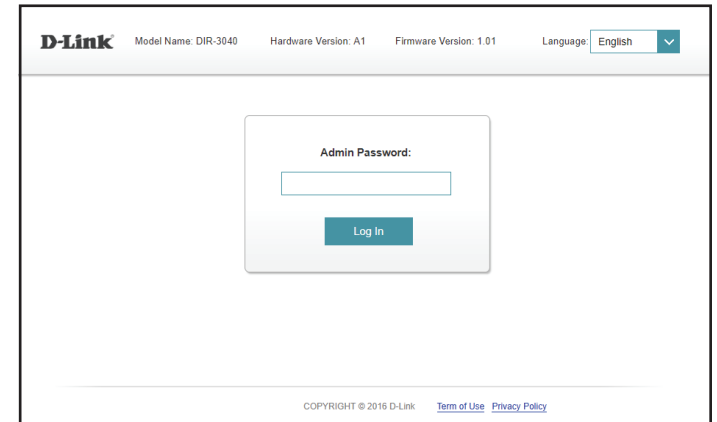 D-Link Model Name: DIR-3040 Hardware Version: A1 Firmware Version: 1.01 Language: English
Admin Password:
Log In
COPYRIGHT © 2016 D-Link Term of Use Privacy Policy